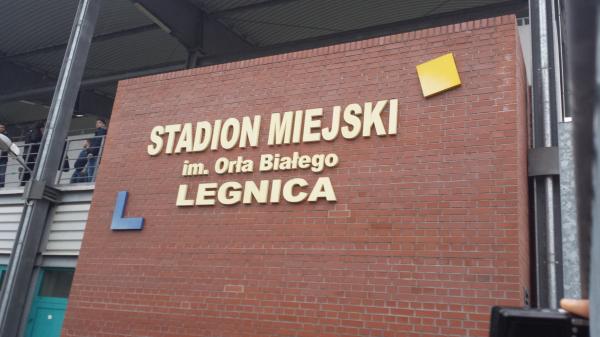 STADION MIEJSKI
im. Orła Białego
LEGNICA
L